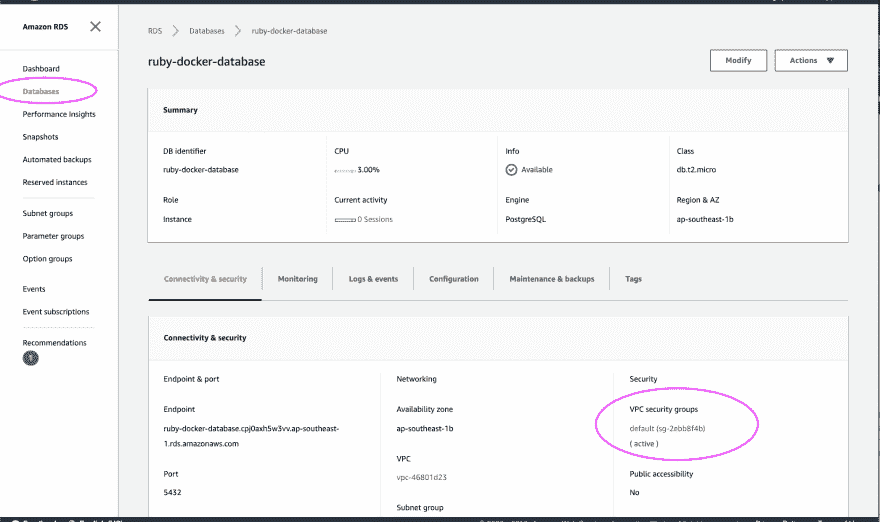 Amazon RDS
RDS Databases ruby-docker-database
ruby-docker-database
Modify Actions
Dashboard
Databases
Performance Insights
Snapshots
Automated backups
Reserved instances
Subnet groups
Parameter groups
Option groups
Events
Event subscriptions
Recommendations
Summary
DB identifier
ruby-docker-database
CPU
3.00%
Info
Available
Class
db.t2.micro
Role
Instance
Current activity
0 Sessions
Engine
PostgreSQL
Region & AZ
ap-southeast-1b
Connectivity & security Monitoring Logs & events Configuration Maintenance & backups Tags
Connectivity & security
Endpoint & port
Endpoint
ruby-docker-database.cpj0axh5w3vv.ap-southeast-
1.rds.amazonaws.com
Port
5432
Networking
Availability zone
ap-southeast-1b
VPC
vpc-46801d23
Subnet group
Security
VPC security groups
default (sg-2ebb8f4b)
( active )
Public accessibility
No